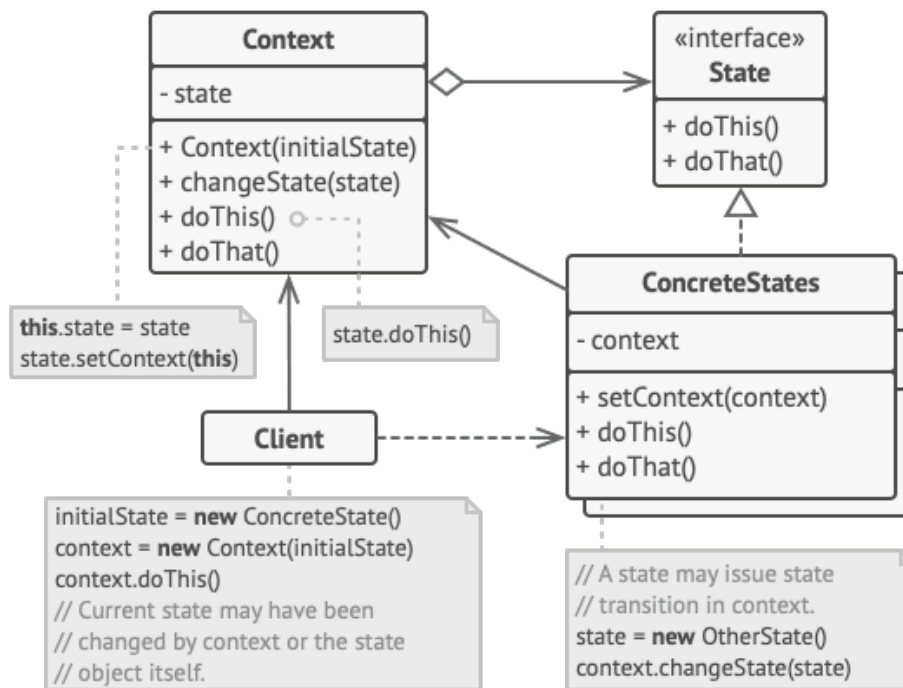 Context
- state
+ Context(initialState)
+ changeState(state)
+ doThis()
+ doThat()
«interface»
State
+ doThis()
+ doThat()
this.state = state
state.setContext(this)
state.doThis()
ConcreteStates
- context
+ setContext(context)
+ doThis()
+ doThat()
Client
initialState = new ConcreteState()
context = new Context(initialState)
context.doThis()
// Current state may have been
// changed by context or the state
// object itself.
// A state may issue state
// transition in context.
state = new OtherState()
context.changeState(state)